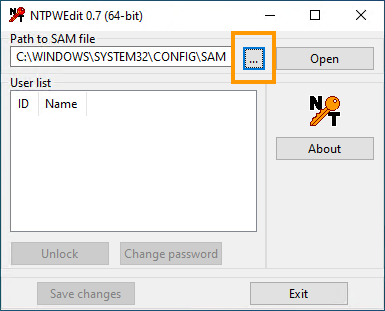 NTPWEdit 0.7 (64-bit)
Path to SAM file
C:\WINDOWS\SYSTEM32\CONFIG\SAM ... Open
User list
ID Name
N T
About
Unlock Change password
Save changes Exit